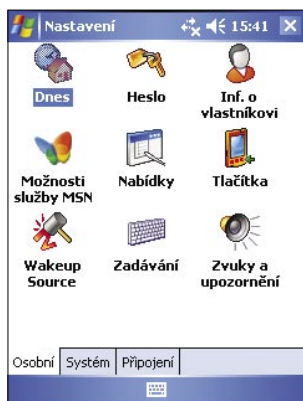 Nastavení 15:41
Dnes Heslo Inf. o
vlastníkovi
Možnosti Nabídky Tlačítka
služby MSN
Wakeup Zadávání Zvuky a
Source upozornění
Osobní Systém Připojení